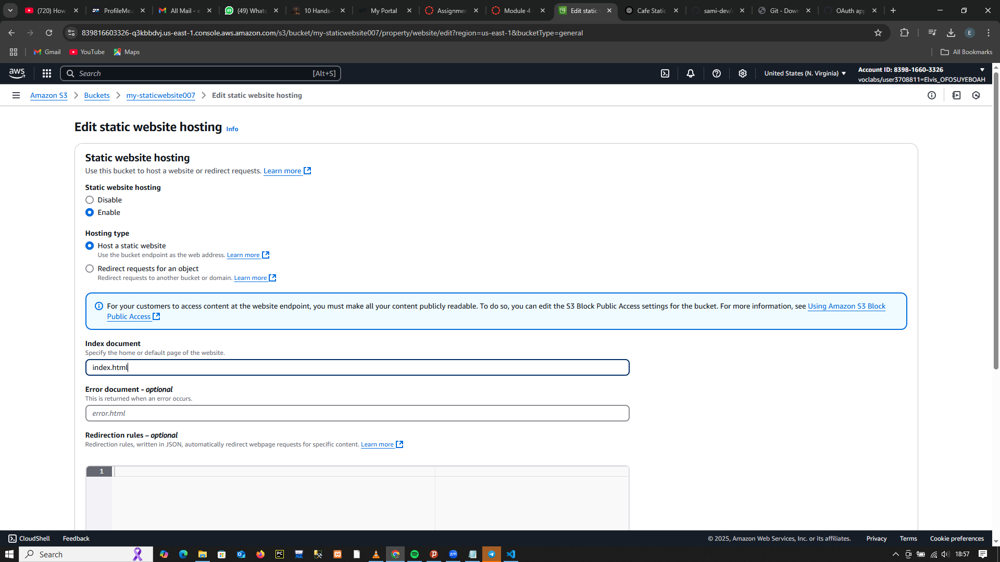 (720) How
ProfileMe.
All Mail - e
(49) Whats
10 Hands-
My Portal
Assignmen
Module 4 -
Edit static
Cafe Static
sami-dev/
Git - Down
OAuth app
839816603326-q3kbbdvj.us-east-1.console.aws.amazon.com/s3/bucket/my-staticwebsite007/property/website/edit?region=us-east-1&bucketType=general
E
Gmail
YouTube
Maps
All Bookmarks
aws
Search
[Alt+S]
United States (N. Virginia)
Account ID: 8398-1660-3326
voclabs/user3708811=Elvis_OFOSUYEBOAH
Amazon S3
Buckets
my-staticwebsite007
Edit static website hosting
Edit static website hosting Info
Static website hosting
Use this bucket to host a website or redirect requests. Learn more
Static website hosting
Disable
Enable
Hosting type
Host a static website
Use the bucket endpoint as the web address. Learn more
Redirect requests for an object
Redirect requests to another bucket or domain. Learn more
For your customers to access content at the website endpoint, you must make all your content publicly readable. To do so, you can edit the S3 Block Public Access settings for the bucket. For more information, see Using Amazon S3 Block
Public Access
Index document
Specify the home or default page of the website.
index.html
Error document - optional
This is returned when an error occurs.
error.html
Redirection rules – optional
Redirection rules, written in JSON, automatically redirect webpage requests for specific content. Learn more
1
CloudShell
Feedback
© 2025, Amazon Web Services, Inc. or its affiliates.
Privacy
Terms
Cookie preferences
Search
PC
zm
18:57